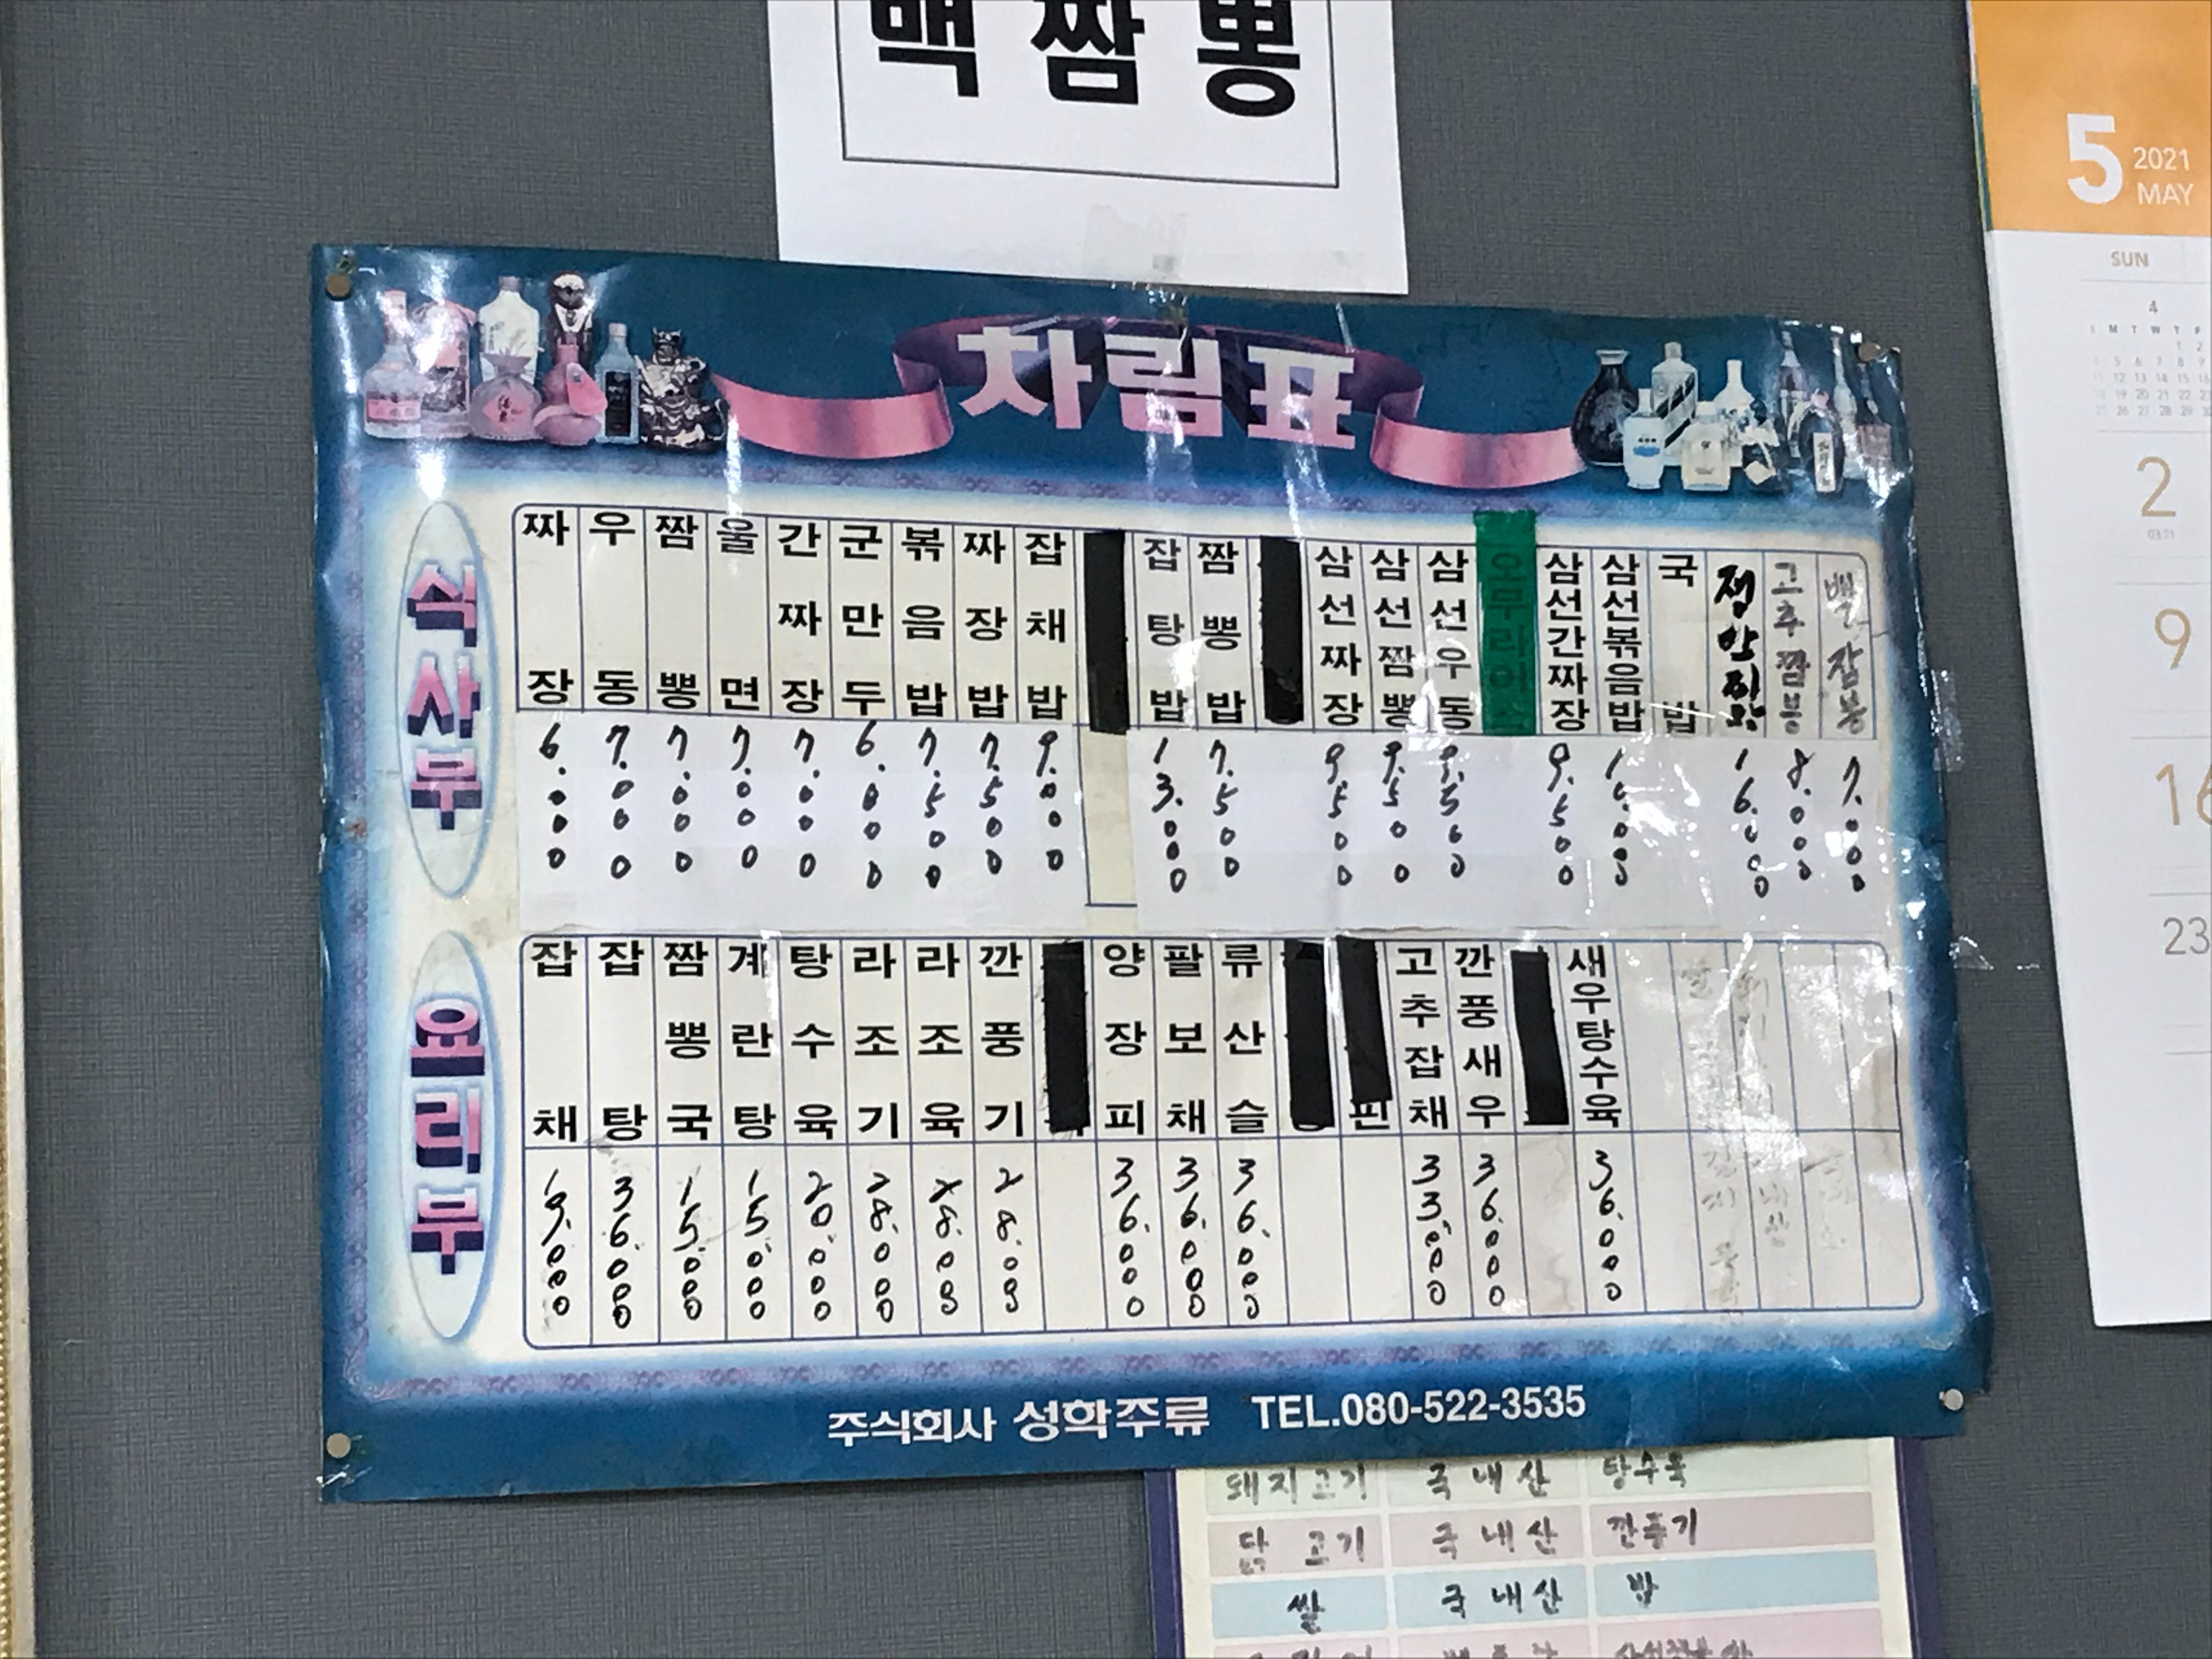 백짬뽕
차림표
식사부
짜장 6.000
우동 7.000
짬뽕 7.000
울면 7.000
간짜장 7.000
군만두 6.000
볶음밥 7.500
짜장밥 7.500
잡채밥 9.000
잡탕밥 13.000
짬뽕밥 7.500
삼선짜장 9.500
삼선짬뽕 9.500
삼선우동 9.500
오무라이스
삼선간짜장 9.500
삼선볶음밥
국밥
16.000
고추짬뽕 8.000
7.000
요리부
잡채 19.000
잡탕 36.000
짬뽕국 15.000
계란탕 15.000
탕수육 20.000
라조기 28.000
라조육 28.000
깐풍기 28.000
양장피 36.000
팔보채 36.000
류산슬 36.000
핀
고추잡채 33.000
깐풍새우 36.000
새우탕수육 36.000
주식회사 성학주류 TEL.080-522-3535
돼지고기 국내산 탕수육
닭고기 국내산 깐풍기
쌀 국내산 밥
5 2021 MAY
SUN
4
2
9
16
23